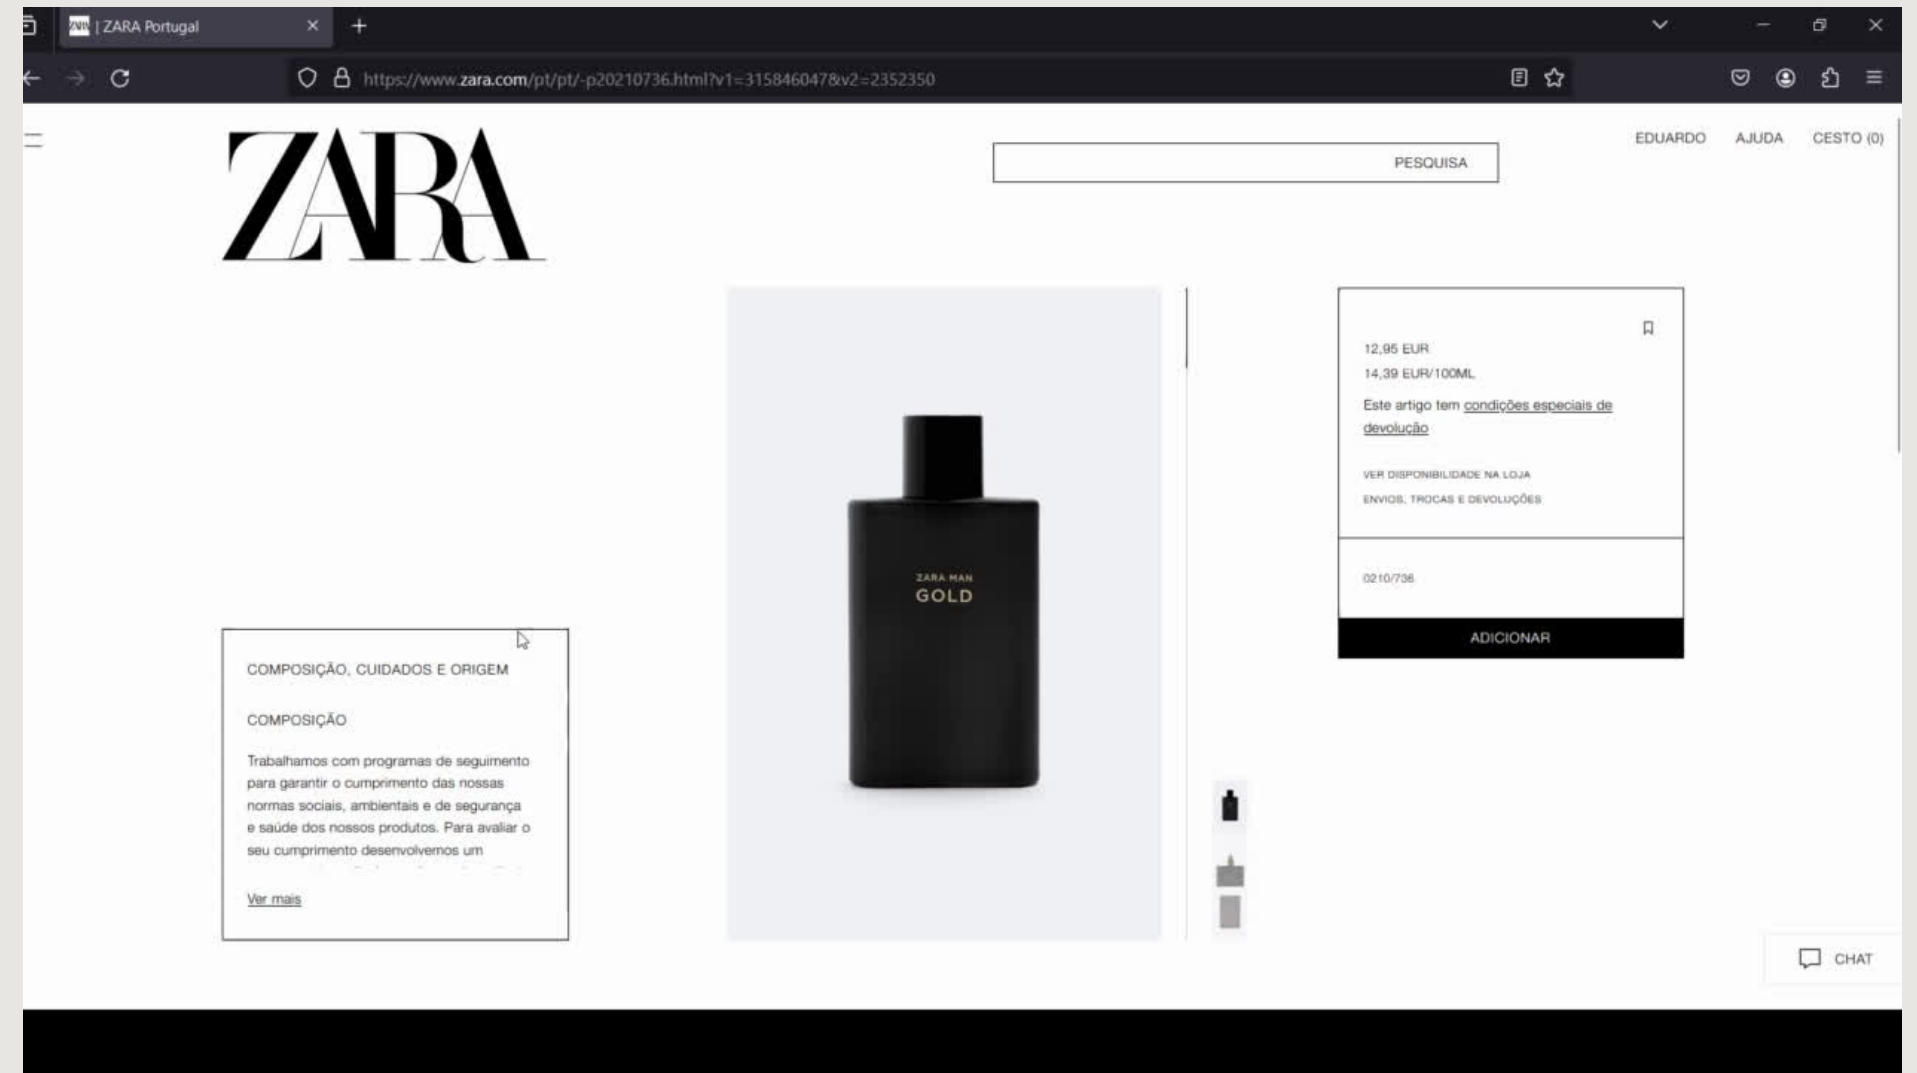 ZARA | ZARA Portugal
https://www.zara.com/pt/pt/-p20210736.html?v1=315846047&v2=2352350
ZARA
PESQUISA
EDUARDO AJUDA CESTO (0)
12,95 EUR
14,39 EUR/100ML
Este artigo tem condições especiais de
devolução
VER DISPONIBILIDADE NA LOJA
ENVIOS, TROCAS E DEVOLUÇÕES
0210/736
ADICIONAR
ZARA MAN
GOLD
COMPOSIÇÃO, CUIDADOS E ORIGEM
COMPOSIÇÃO
Trabalhamos com programas de seguimento
para garantir o cumprimento das nossas
normas sociais, ambientais e de segurança
e saúde dos nossos produtos. Para avaliar o
seu cumprimento desenvolvemos um
Ver mais
CHAT